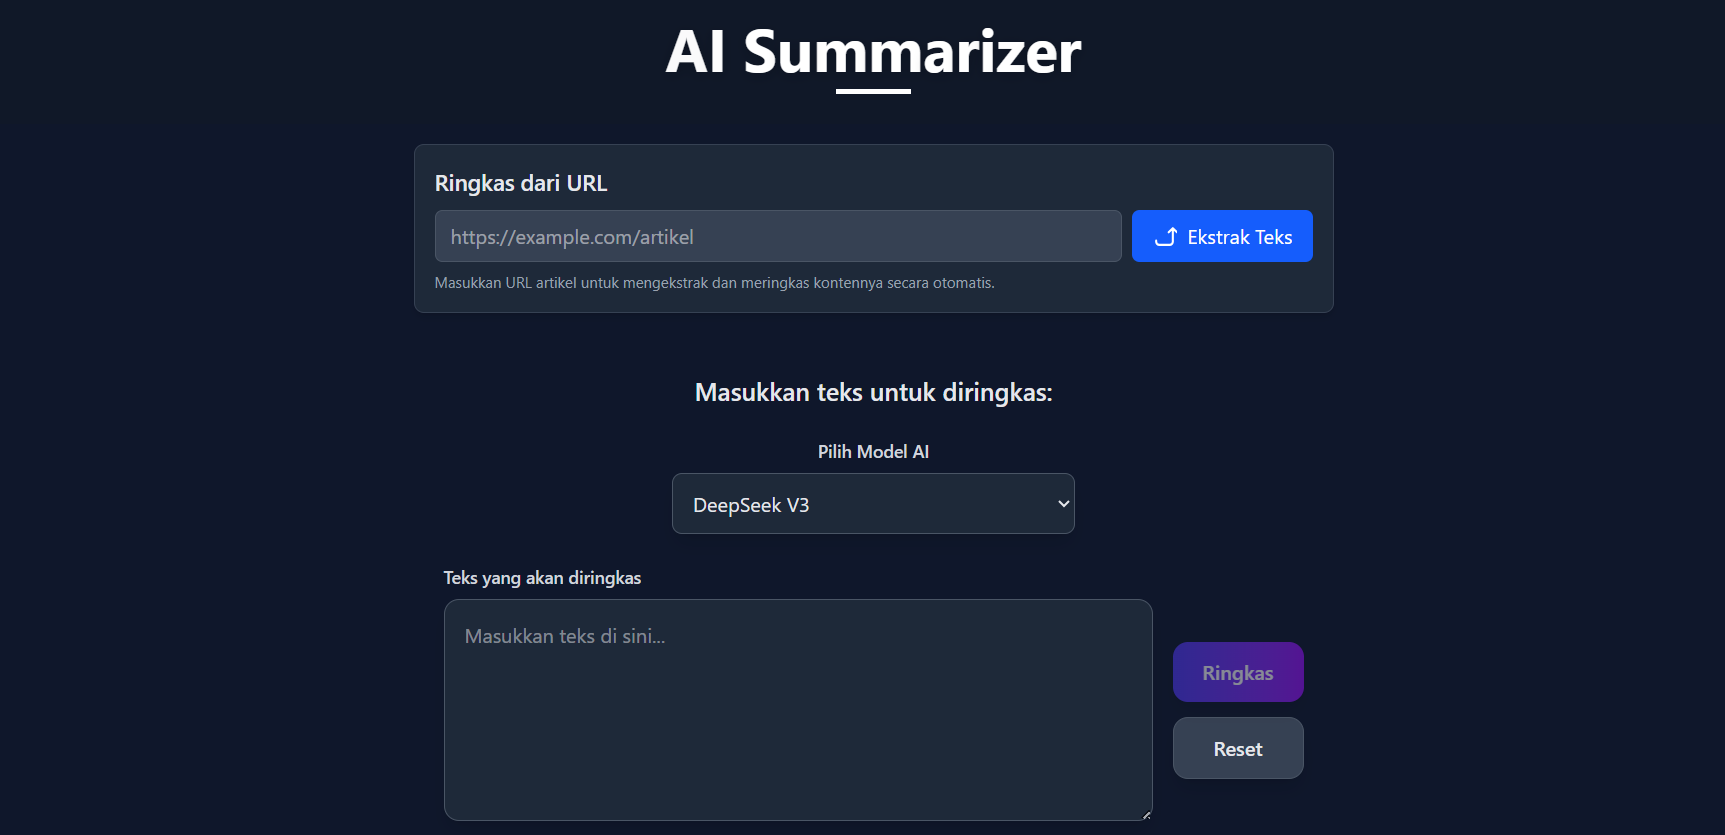 AI Summarizer
Ringkas dari URL
https://example.com/artikel
Ekstrak Teks
Masukkan URL artikel untuk mengekstrak dan meringkas kontennya secara otomatis.
Masukkan teks untuk diringkas:
Pilih Model AI
DeepSeek V3
Teks yang akan diringkas
Masukkan teks di sini...
Ringkas
Reset